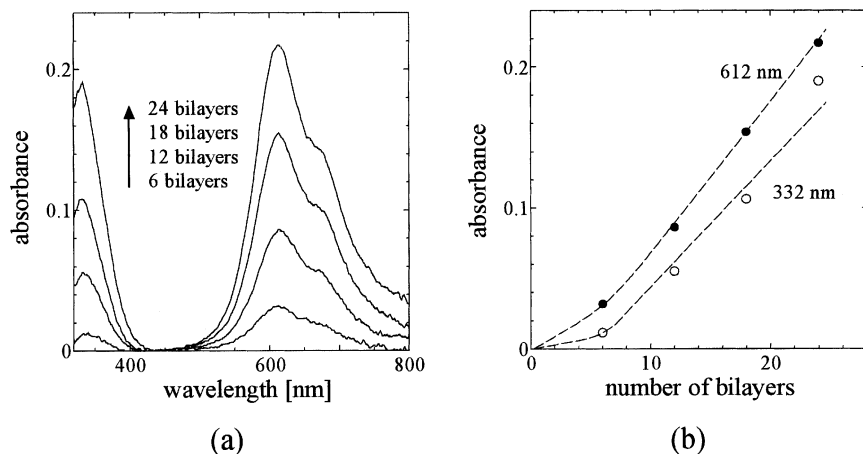 absorbance
0.2
0.1
0
24 bilayers
18 bilayers
12 bilayers
6 bilayers
400
600
800
wavelength [nm]
(a)
absorbance
0.2
0.1
0
612 nm
332 nm
0
10
20
number of bilayers
(b)